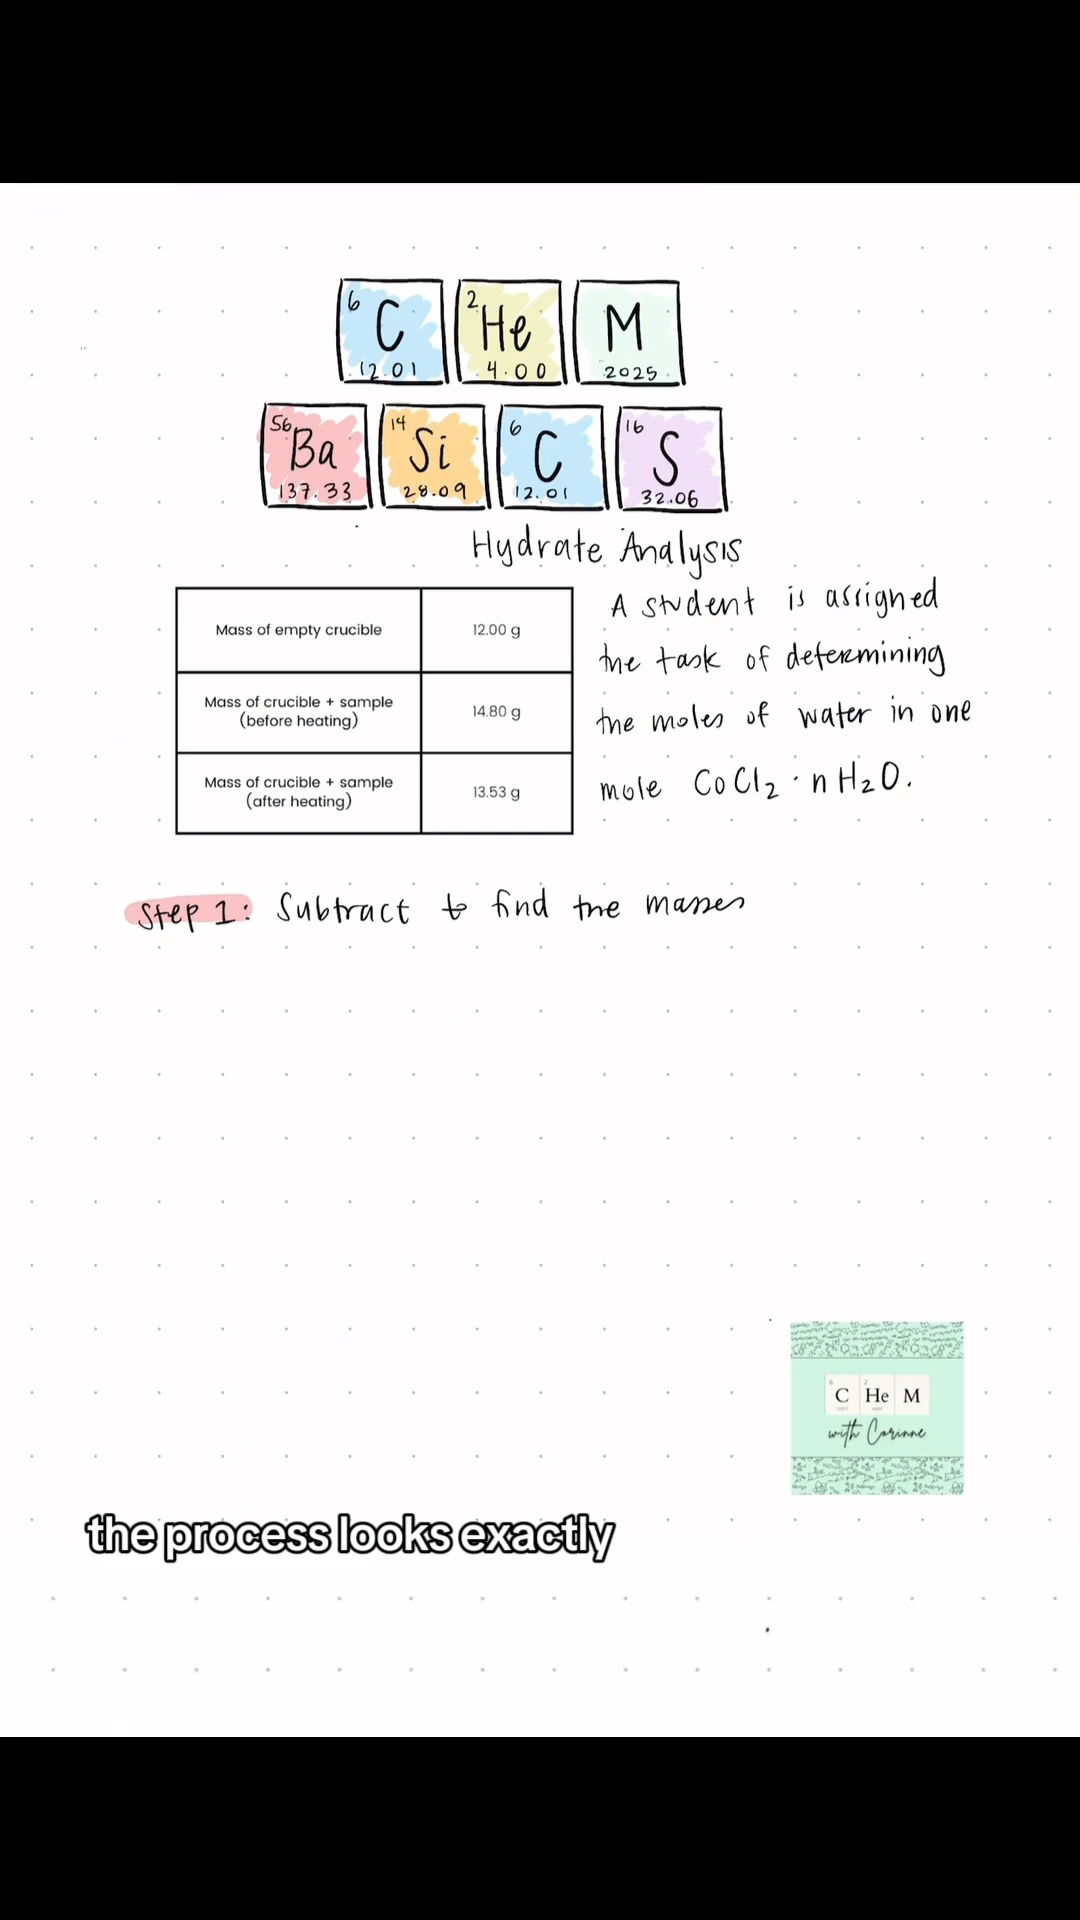 6 C 12.01
2 He 4.00
M 2025
56 Ba 137.33
14 Si 28.09
6 C 12.01
16 S 32.06
Hydrate Analysis
Mass of empty crucible 12.00 g
Mass of crucible + sample
(before heating) 14.80 g
Mass of crucible + sample
(after heating) 13.53 g
A student is assigned
the task of determining
the moles of water in one
mole CoCl₂ · n H₂O.
Step 1: Subtract to find the masses
C He M
with Corinne
the process looks exactly